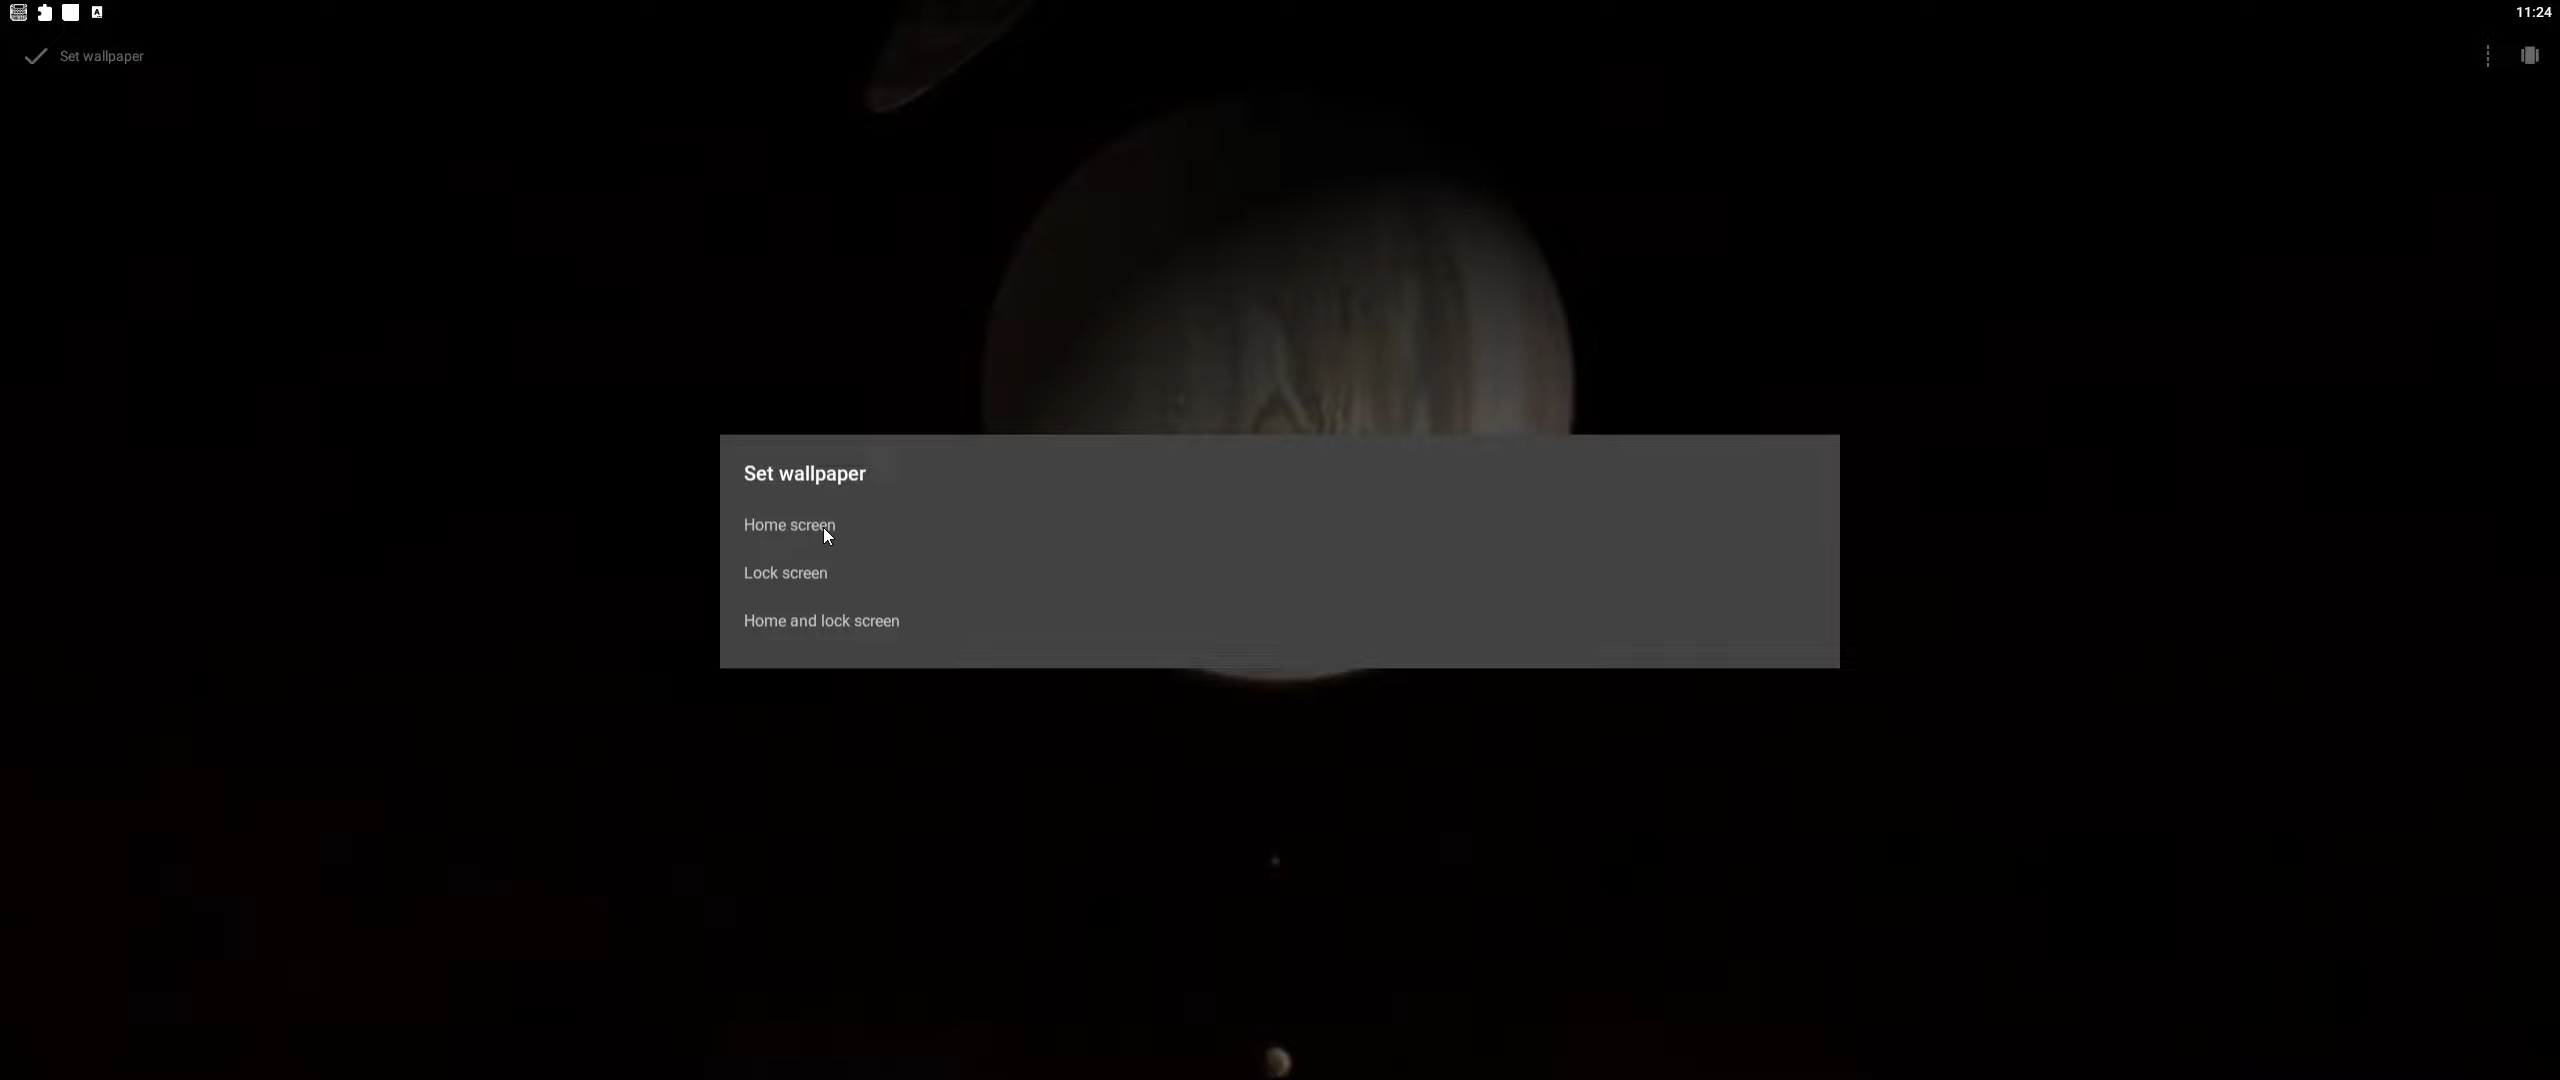 11:24
Set wallpaper
Set wallpaper
Home screen
Lock screen
Home and lock screen